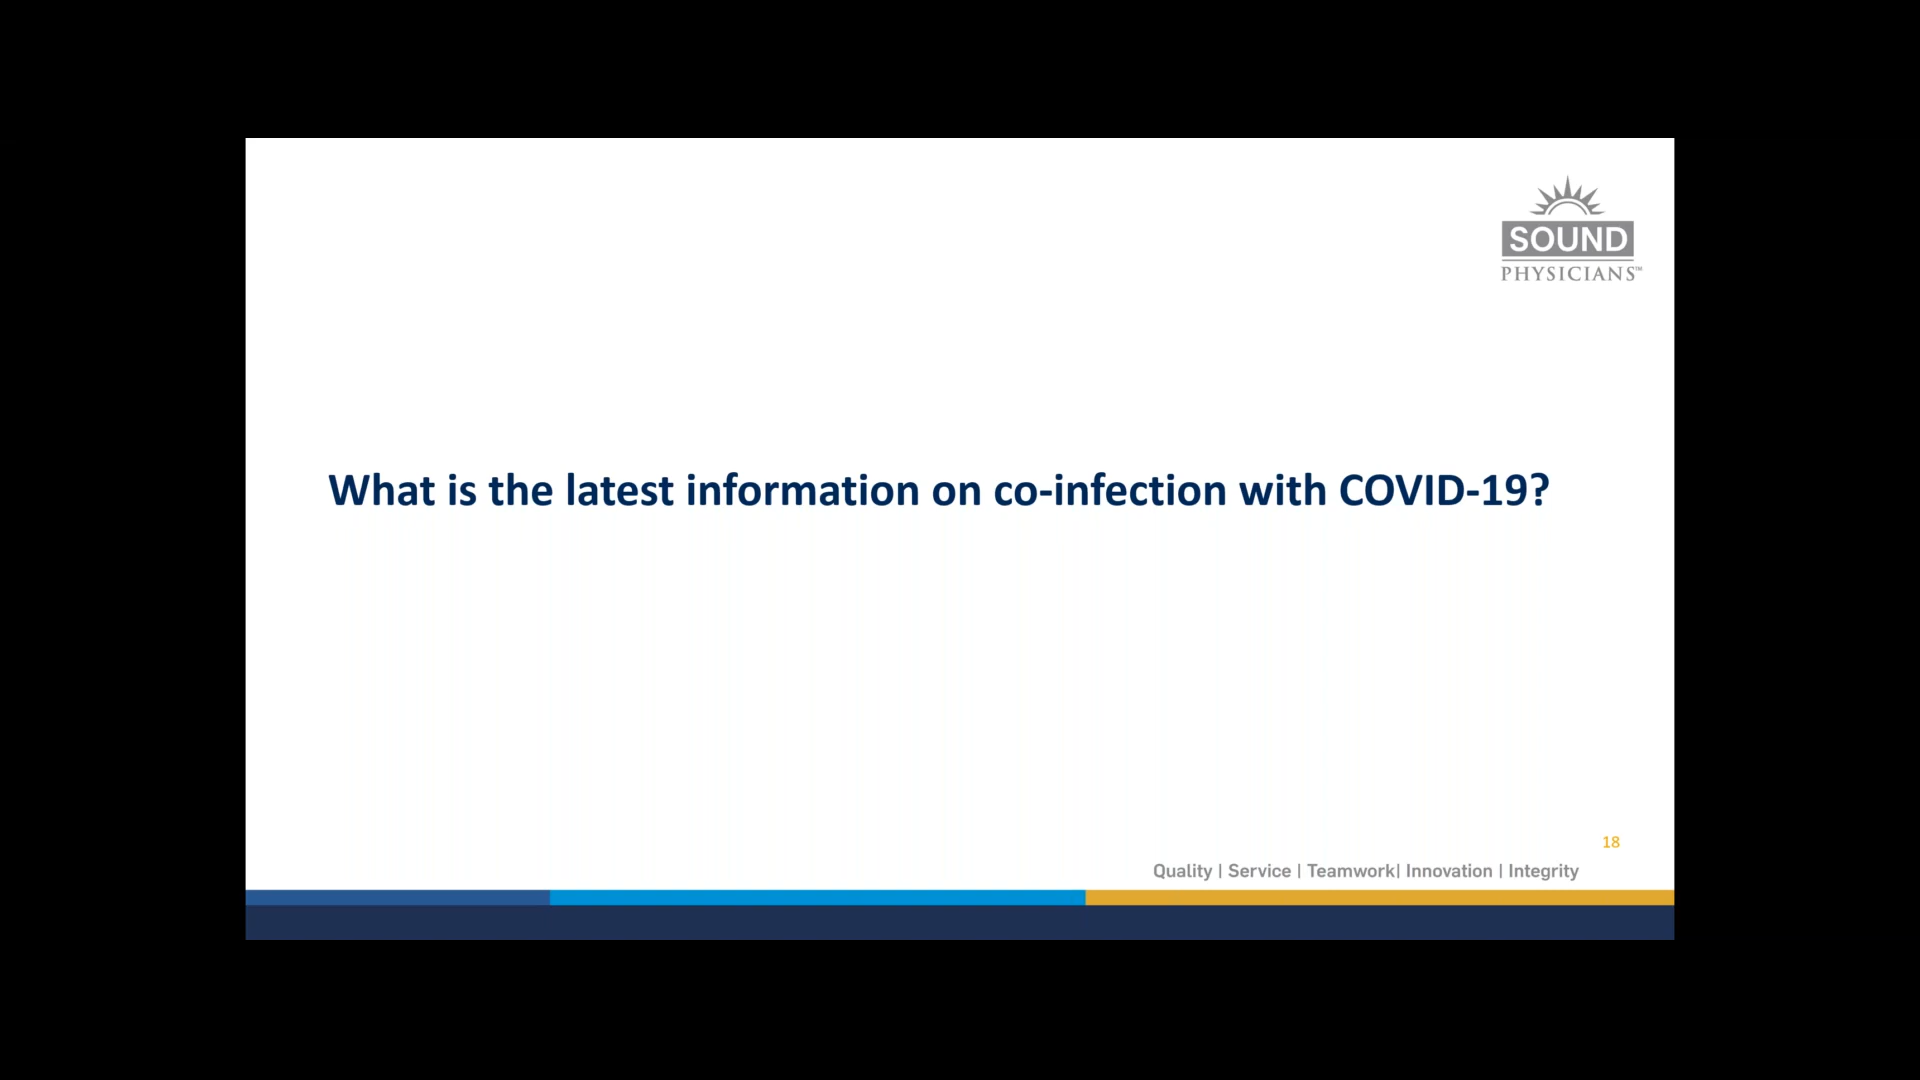 SOUND
PHYSICIANS™
What is the latest information on co-infection with COVID-19?
18
Quality | Service | Teamwork| Innovation | Integrity